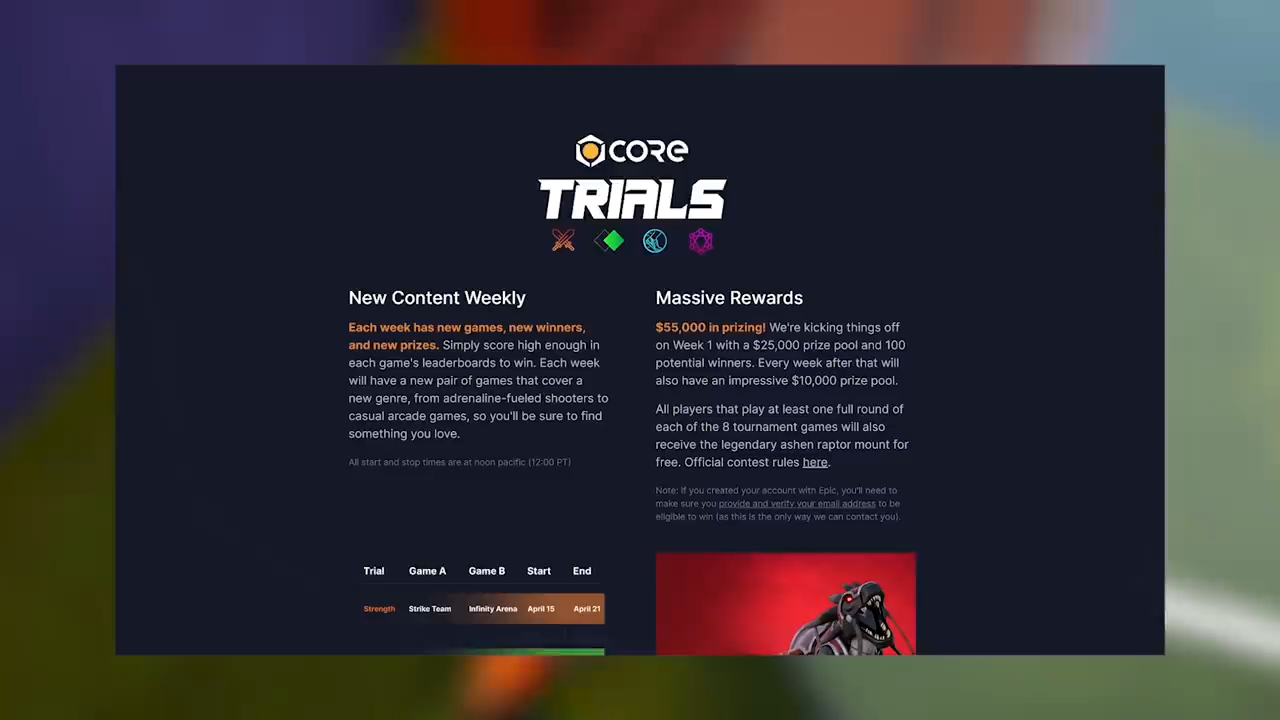 CORE
TRIALS
New Content Weekly
Each week has new games, new winners,
and new prizes. Simply score high enough in
each game's leaderboards to win. Each week
will have a new pair of games that cover a
new genre, from adrenaline-fueled shooters to
casual arcade games, so you'll be sure to find
something you love.
All start and stop times are at noon pacific (12:00 PT)
Massive Rewards
$55,000 in prizing! We're kicking things off
on Week 1 with a $25,000 prize pool and 100
potential winners. Every week after that will
also have an impressive $10,000 prize pool.
All players that play at least one full round of
each of the 8 tournament games will also
receive the legendary ashen raptor mount for
free. Official contest rules here.
Note: If you created your account with Epic, you'll need to
make sure you provide and verify your email address to be
eligible to win (as this is the only way we can contact you).
Trial Game A Game B Start End
Strength Strike Team Infinity Arena April 15 April 21